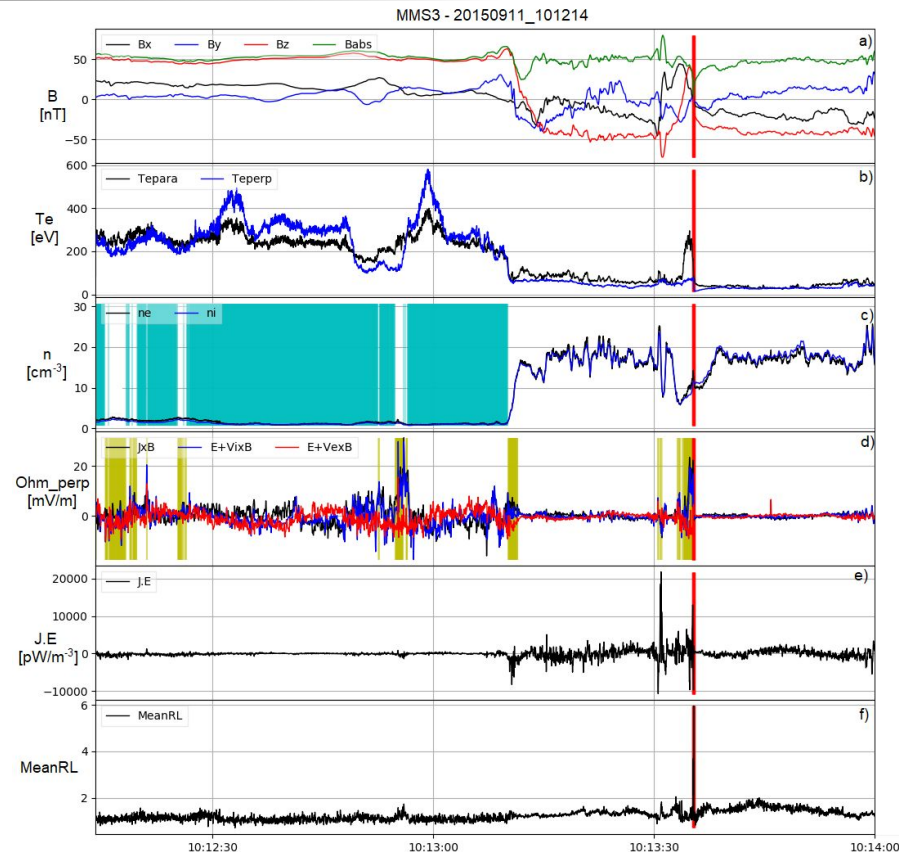 MMS3 - 20150911_101214
Bx By Bz Babs a)
50
0
−50
B
[nT]
Tepara Teperp b)
600
400
200
0
Te
[eV]
ne ni c)
30
20
10
0
n
[cm-3]
JxB E+VixB E+VexB d)
20
0
Ohm_perp
[mV/m]
J.E e)
20000
10000
0
−10000
J.E
[pW/m-3]
MeanRL f)
6
4
2
MeanRL
10:12:30 10:13:00 10:13:30 10:14:00